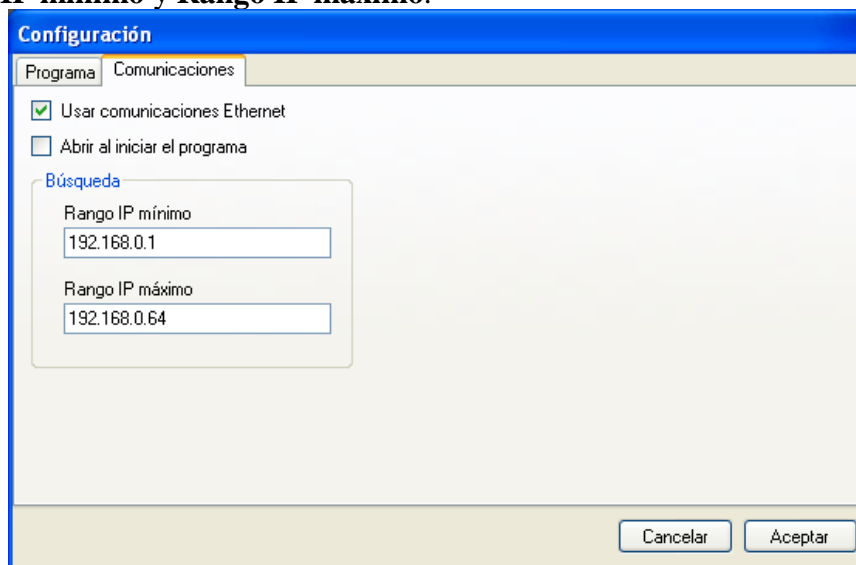 IP mínimo y Rango IP máximo.
Configuración
Programa Comunicaciones
Usar comunicaciones Ethernet
Abrir al iniciar el programa
Búsqueda
Rango IP mínimo
192.168.0.1
Rango IP máximo
192.168.0.64
Cancelar Aceptar